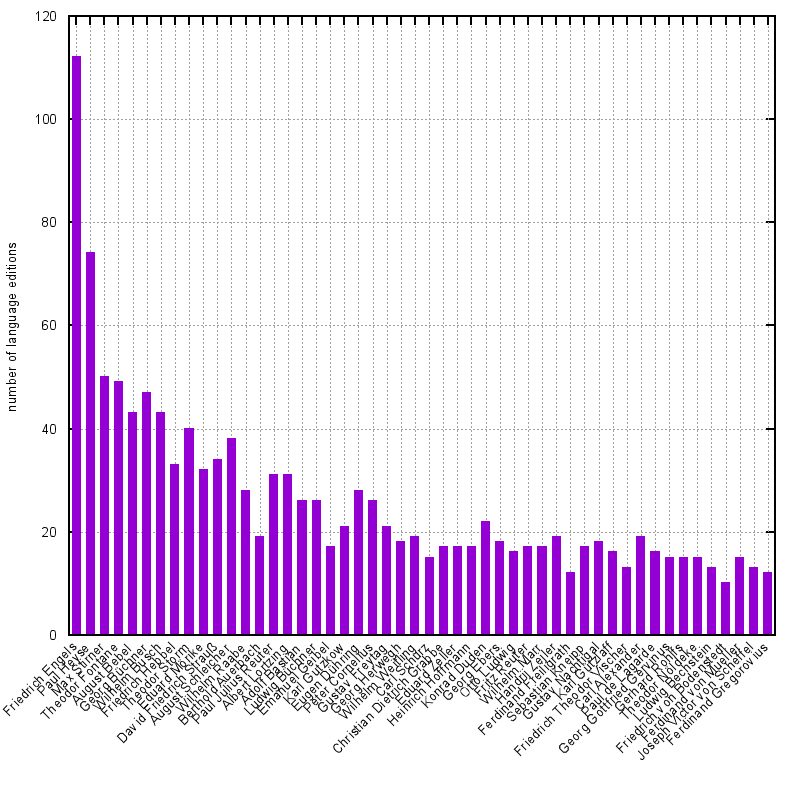 120
100
80
60
40
20
0
number of language editions
Friedrich Engels
Paul Heyse
Max Stirner
Theodor Fontane
August Bebel
Georg Büchner
Wilhelm Busch
Friedrich Hebbel
Theodor Storm
Eduard Mörike
David Friedrich Strauß
August Schleicher
Wilhelm Raabe
Berthold Auerbach
Paul Julius Reuter
Albert Lortzing
Adolf Bastian
Ludwig Büchner
Emanuel Geibel
Karl Gutzkow
Eugen Dühring
Peter Cornelius
Gustav Freytag
Georg Herwegh
Wilhelm Weitling
Carl Schurz
Christian Dietrich Grabbe
Eduard Zeller
Heinrich Hoffmann
Konrad Duden
Georg Ebers
Otto Ludwig
Fritz Reuter
Wilhelm Marr
Ferdinand Freiligrath
Sebastian Kneipp
Gustav Nachtigal
Karl Gützlaff
Friedrich Theodor Vischer
Carl Alexander
Paul de Lagarde
Georg Gottfried Gervinus
Gerhard Rohlfs
Theodor Nöldeke
Ludwig Bechstein
Friedrich von Bodenstedt
Ferdinand von Mueller
Joseph Victor von Scheffel
Ferdinand Gregorovius